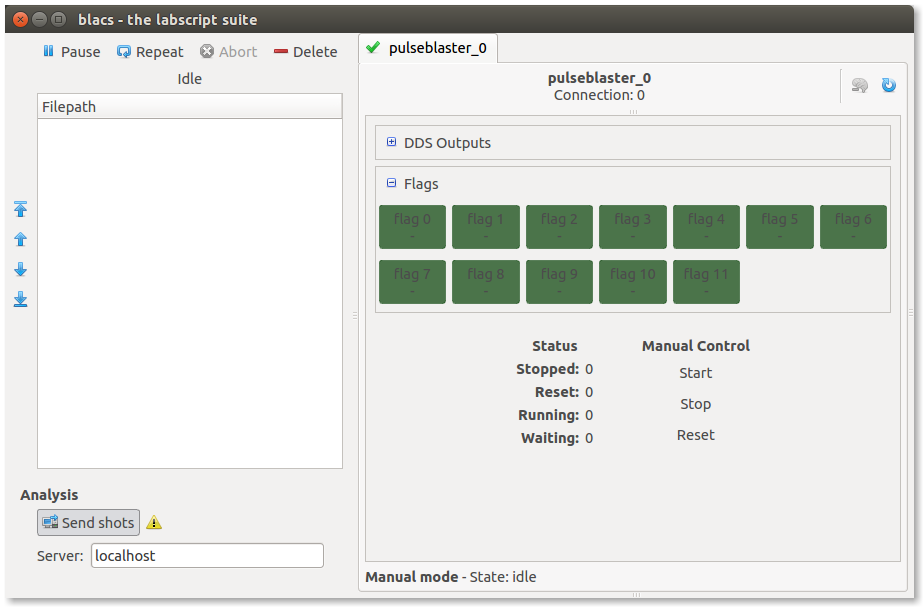 blacs - the labscript suite
Pause Repeat Abort Delete
Idle
Filepath
Analysis
Send shots
Server: localhost
pulseblaster_0
pulseblaster_0
Connection: 0
DDS Outputs
Flags
flag 0 flag 1 flag 2 flag 3 flag 4 flag 5 flag 6
- - - - - - -
flag 7 flag 8 flag 9 flag 10 flag 11
- - - - -
Status Manual Control
Stopped: 0 Start
Reset: 0
Running: 0 Stop
Waiting: 0 Reset
Manual mode - State: idle